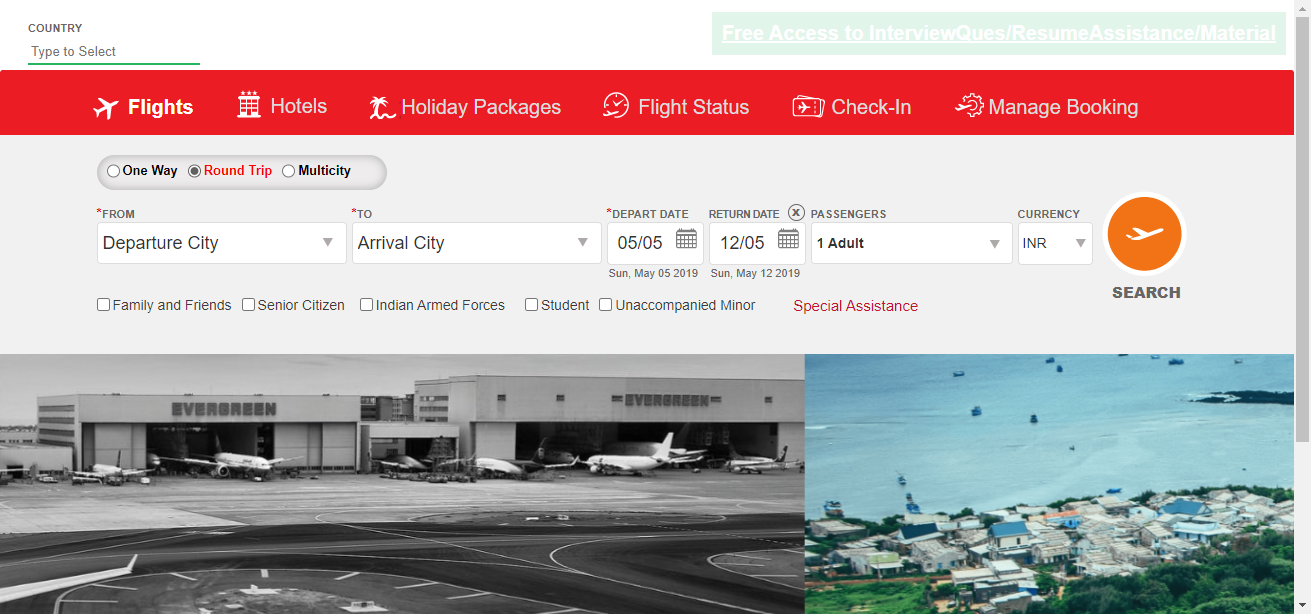 COUNTRY
Type to Select
Free Access to InterviewQues/ResumeAssistance/Material
Flights Hotels Holiday Packages Flight Status Check-In Manage Booking
One Way Round Trip Multicity
*FROM *TO *DEPART DATE RETURN DATE X PASSENGERS CURRENCY
Departure City Arrival City 05/05 12/05 1 Adult INR
Sun, May 05 2019 Sun, May 12 2019
SEARCH
Family and Friends Senior Citizen Indian Armed Forces Student Unaccompanied Minor Special Assistance
EVERGREEN EVERGREEN